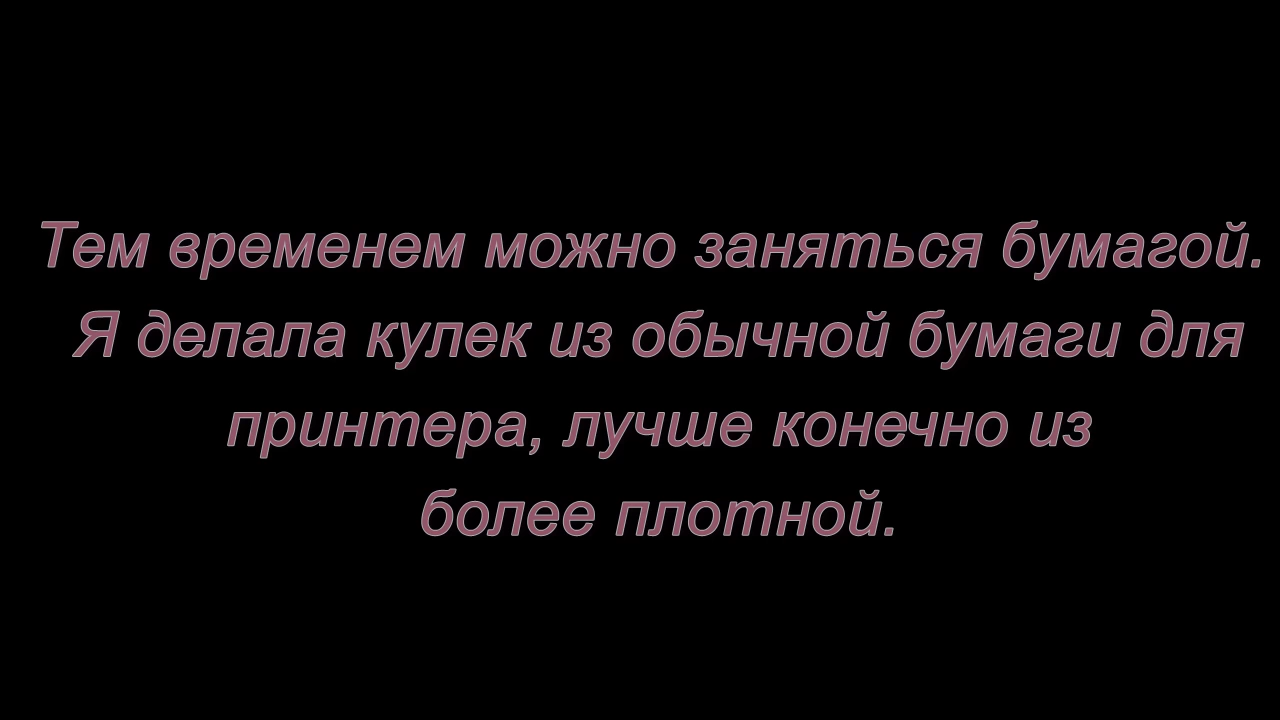 Тем временем можно заняться бумагой.
Я делала кулек из обычной бумаги для
принтера, лучше конечно из
более плотной.